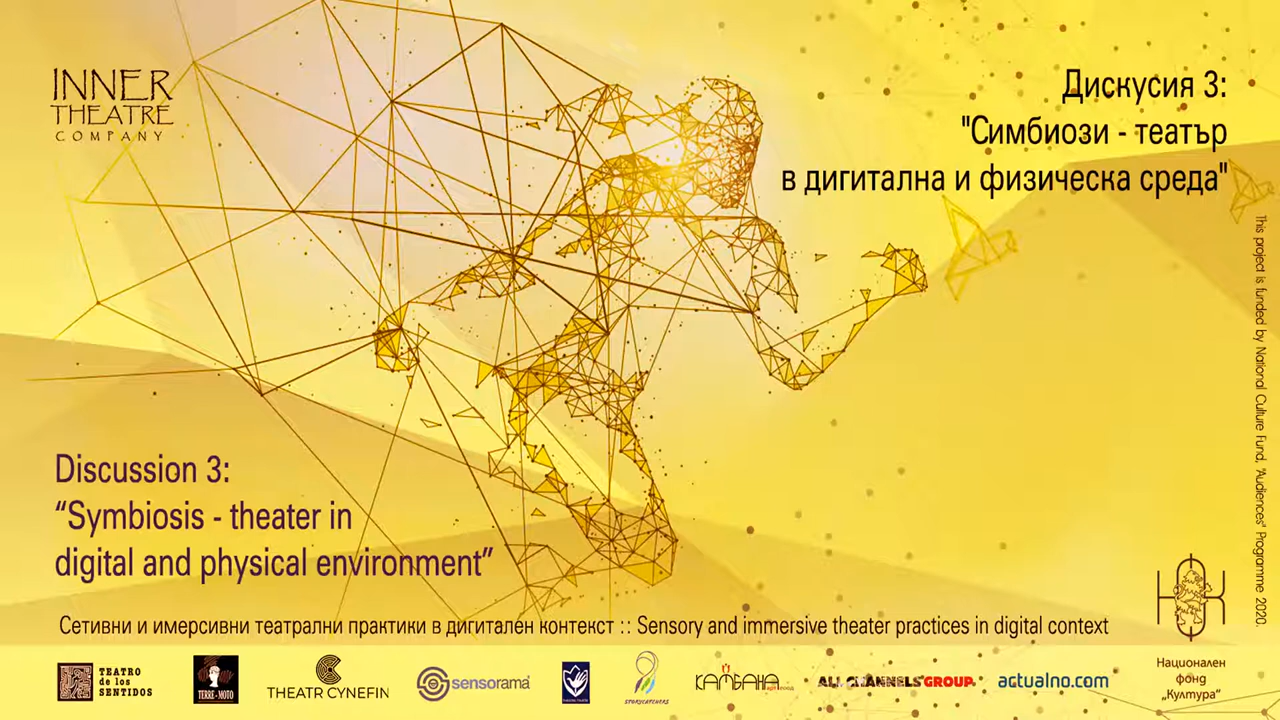 INNER
THEATRE
COMPANY
Дискусия 3:
"Симбиози - театър
в дигитална и физическа среда"
This project is funded by National Culture Fund, "Audiences" Programme 2020.
Discussion 3:
“Symbiosis - theater in
digital and physical environment”
Сетивни и имерсивни театрални практики в дигитален контекст :: Sensory and immersive theater practices in digital context
TEATRO
de los
SENTIDOS
TERRE-MOTO
THEATR CYNEFIN
sensorama
STORYCATCHERS
КАМБАНА
ALL CHANNELS GROUP.
actualno.com
Национален
фонд
„Култура“